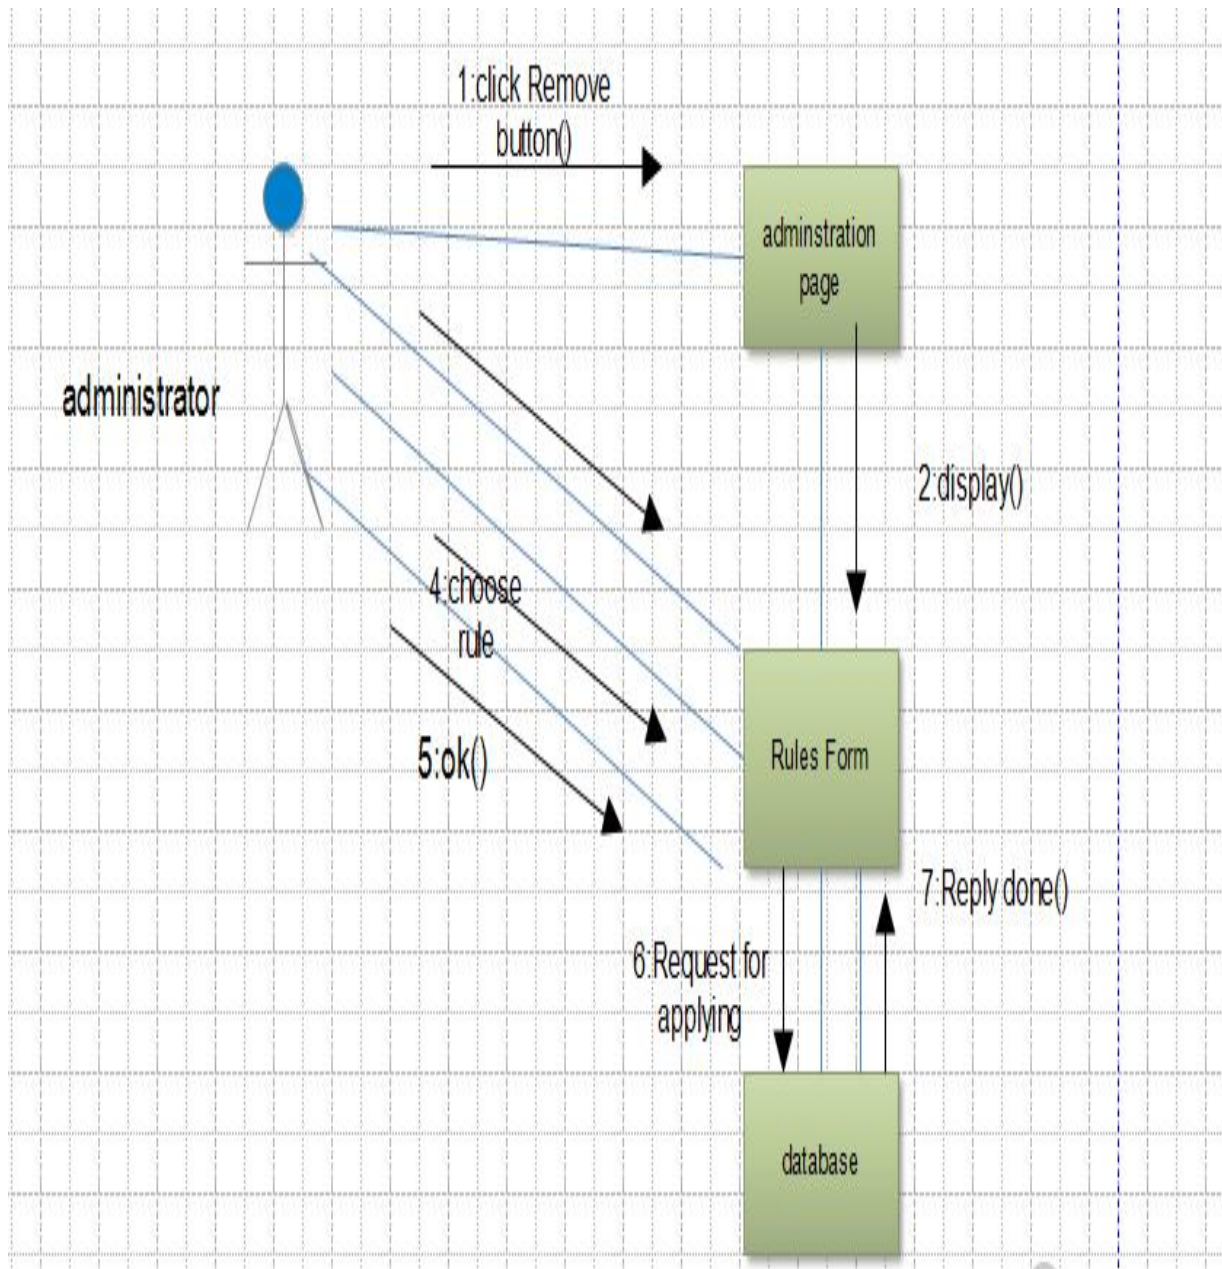 1:click Remove
button()
adminstration
page
administrator
2:display()
4:choose
rule
5:ok()
Rules Form
7:Reply done()
6:Request for
applying
database